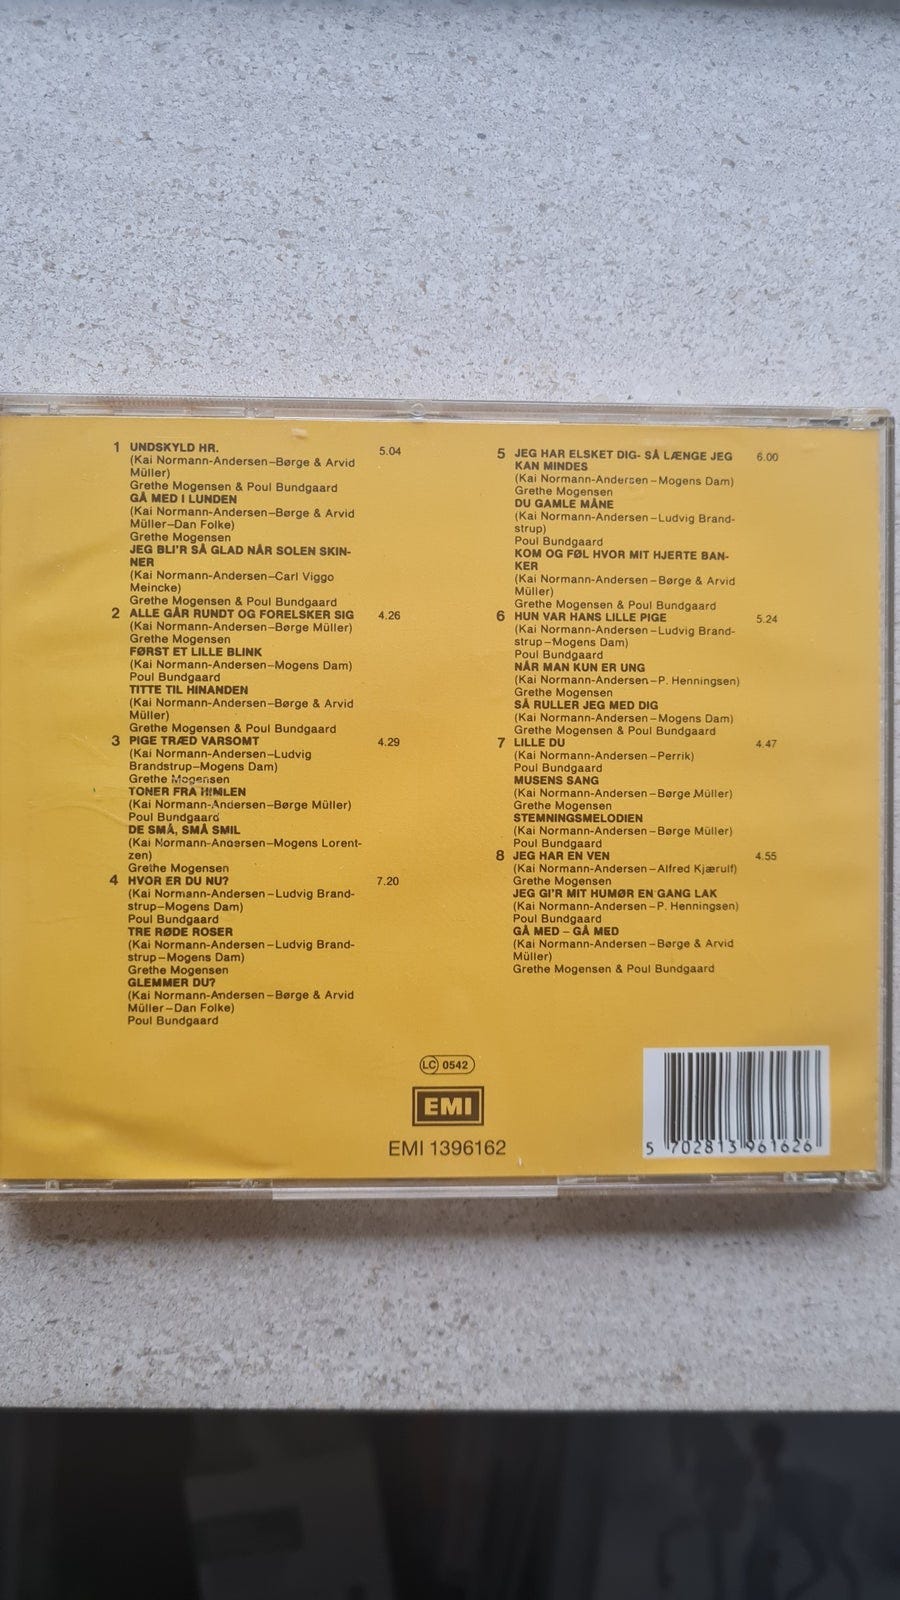 1 UNDSKYLD HR. 5.04
(Kai Normann-Andersen–Børge & Arvid
Müller)
Grethe Mogensen & Poul Bundgaard
GÅ MED I LUNDEN
(Kai Normann-Andersen–Børge & Arvid
Müller–Dan Folke)
Grethe Mogensen
JEG BLI'R SÅ GLAD NÅR SOLEN SKIN-
NER
(Kai Normann-Andersen–Carl Viggo
Meincke)
Grethe Mogensen & Poul Bundgaard
2 ALLE GÅR RUNDT OG FORELSKER SIG 4.26
(Kai Normann-Andersen–Børge Müller)
Grethe Mogensen
FØRST ET LILLE BLINK
(Kai Normann-Andersen–Mogens Dam)
Poul Bundgaard
TITTE TIL HINANDEN
(Kai Normann-Andersen–Børge & Arvid
Müller)
Grethe Mogensen & Poul Bundgaard
3 PIGE TRÆD VARSOMT 4.29
(Kai Normann-Andersen–Ludvig
Brandstrup–Mogens Dam)
Grethe Mogensen
TONER FRA HIMLEN
(Kai Normann-Andersen–Børge Müller)
Poul Bundgaard
DE SMÅ, SMÅ SMIL
(Kai Normann-Andersen–Mogens Lorent-
zen)
Grethe Mogensen
4 HVOR ER DU NU? 7.20
(Kai Normann-Andersen–Ludvig Brand-
strup–Mogens Dam)
Poul Bundgaard
TRE RØDE ROSER
(Kai Normann-Andersen–Ludvig Brand-
strup–Mogens Dam)
Grethe Mogensen
GLEMMER DU?
(Kai Normann-Andersen–Børge & Arvid
Müller–Dan Folke)
Poul Bundgaard
5 JEG HAR ELSKET DIG- SÅ LÆNGE JEG 6.00
KAN MINDES
(Kai Normann-Andersen–Mogens Dam)
Grethe Mogensen
DU GAMLE MÅNE
(Kai Normann-Andersen–Ludvig Brand-
strup)
Poul Bundgaard
KOM OG FØL HVOR MIT HJERTE BAN-
KER
(Kai Normann-Andersen–Børge & Arvid
Müller)
Grethe Mogensen & Poul Bundgaard
6 HUN VAR HANS LILLE PIGE 5.24
(Kai Normann-Andersen–Ludvig Brand-
strup–Mogens Dam)
Poul Bundgaard
NÅR MAN KUN ER UNG
(Kai Normann-Andersen–P. Henningsen)
Grethe Mogensen
SÅ RULLER JEG MED DIG
(Kai Normann-Andersen–Mogens Dam)
Grethe Mogensen & Poul Bundgaard
7 LILLE DU 4.47
(Kai Normann-Andersen–Perrik)
Poul Bundgaard
MUSENS SANG
(Kai Normann-Andersen–Børge Müller)
Grethe Mogensen
STEMNINGSMELODIEN
(Kai Normann-Andersen–Børge Müller)
Poul Bundgaard
8 JEG HAR EN VEN 4.55
(Kai Normann-Andersen–Alfred Kjærulf)
Grethe Mogensen
JEG GI'R MIT HUMØR EN GANG LAK
(Kai Normann-Andersen–P. Henningsen)
Poul Bundgaard
GÅ MED – GÅ MED
(Kai Normann-Andersen–Børge & Arvid
Müller)
Grethe Mogensen & Poul Bundgaard
LC 0542
EMI
EMI 1396162
5 702813 961626